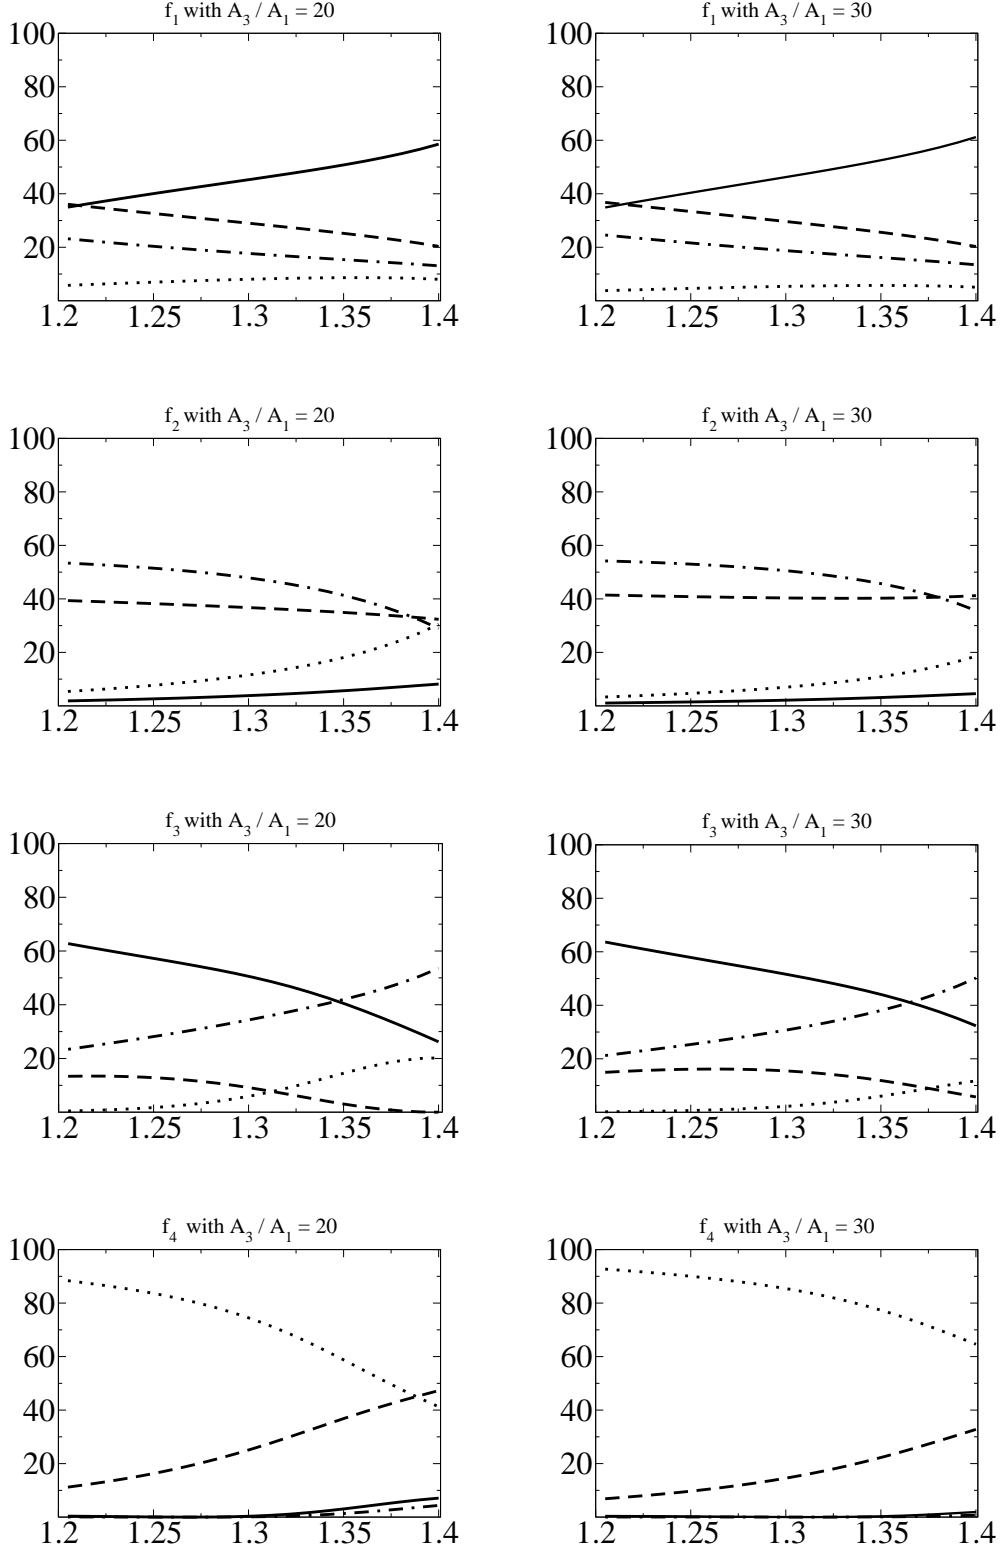 f1 with A3 / A1 = 20
100
80
60
40
20
1.2 1.25 1.3 1.35 1.4
f1 with A3 / A1 = 30
100
80
60
40
20
1.2 1.25 1.3 1.35 1.4
f2 with A3 / A1 = 20
100
80
60
40
20
1.2 1.25 1.3 1.35 1.4
f2 with A3 / A1 = 30
100
80
60
40
20
1.2 1.25 1.3 1.35 1.4
f3 with A3 / A1 = 20
100
80
60
40
20
1.2 1.25 1.3 1.35 1.4
f3 with A3 / A1 = 30
100
80
60
40
20
1.2 1.25 1.3 1.35 1.4
f4 with A3 / A1 = 20
100
80
60
40
20
1.2 1.25 1.3 1.35 1.4
f4 with A3 / A1 = 30
100
80
60
40
20
1.2 1.25 1.3 1.35 1.4